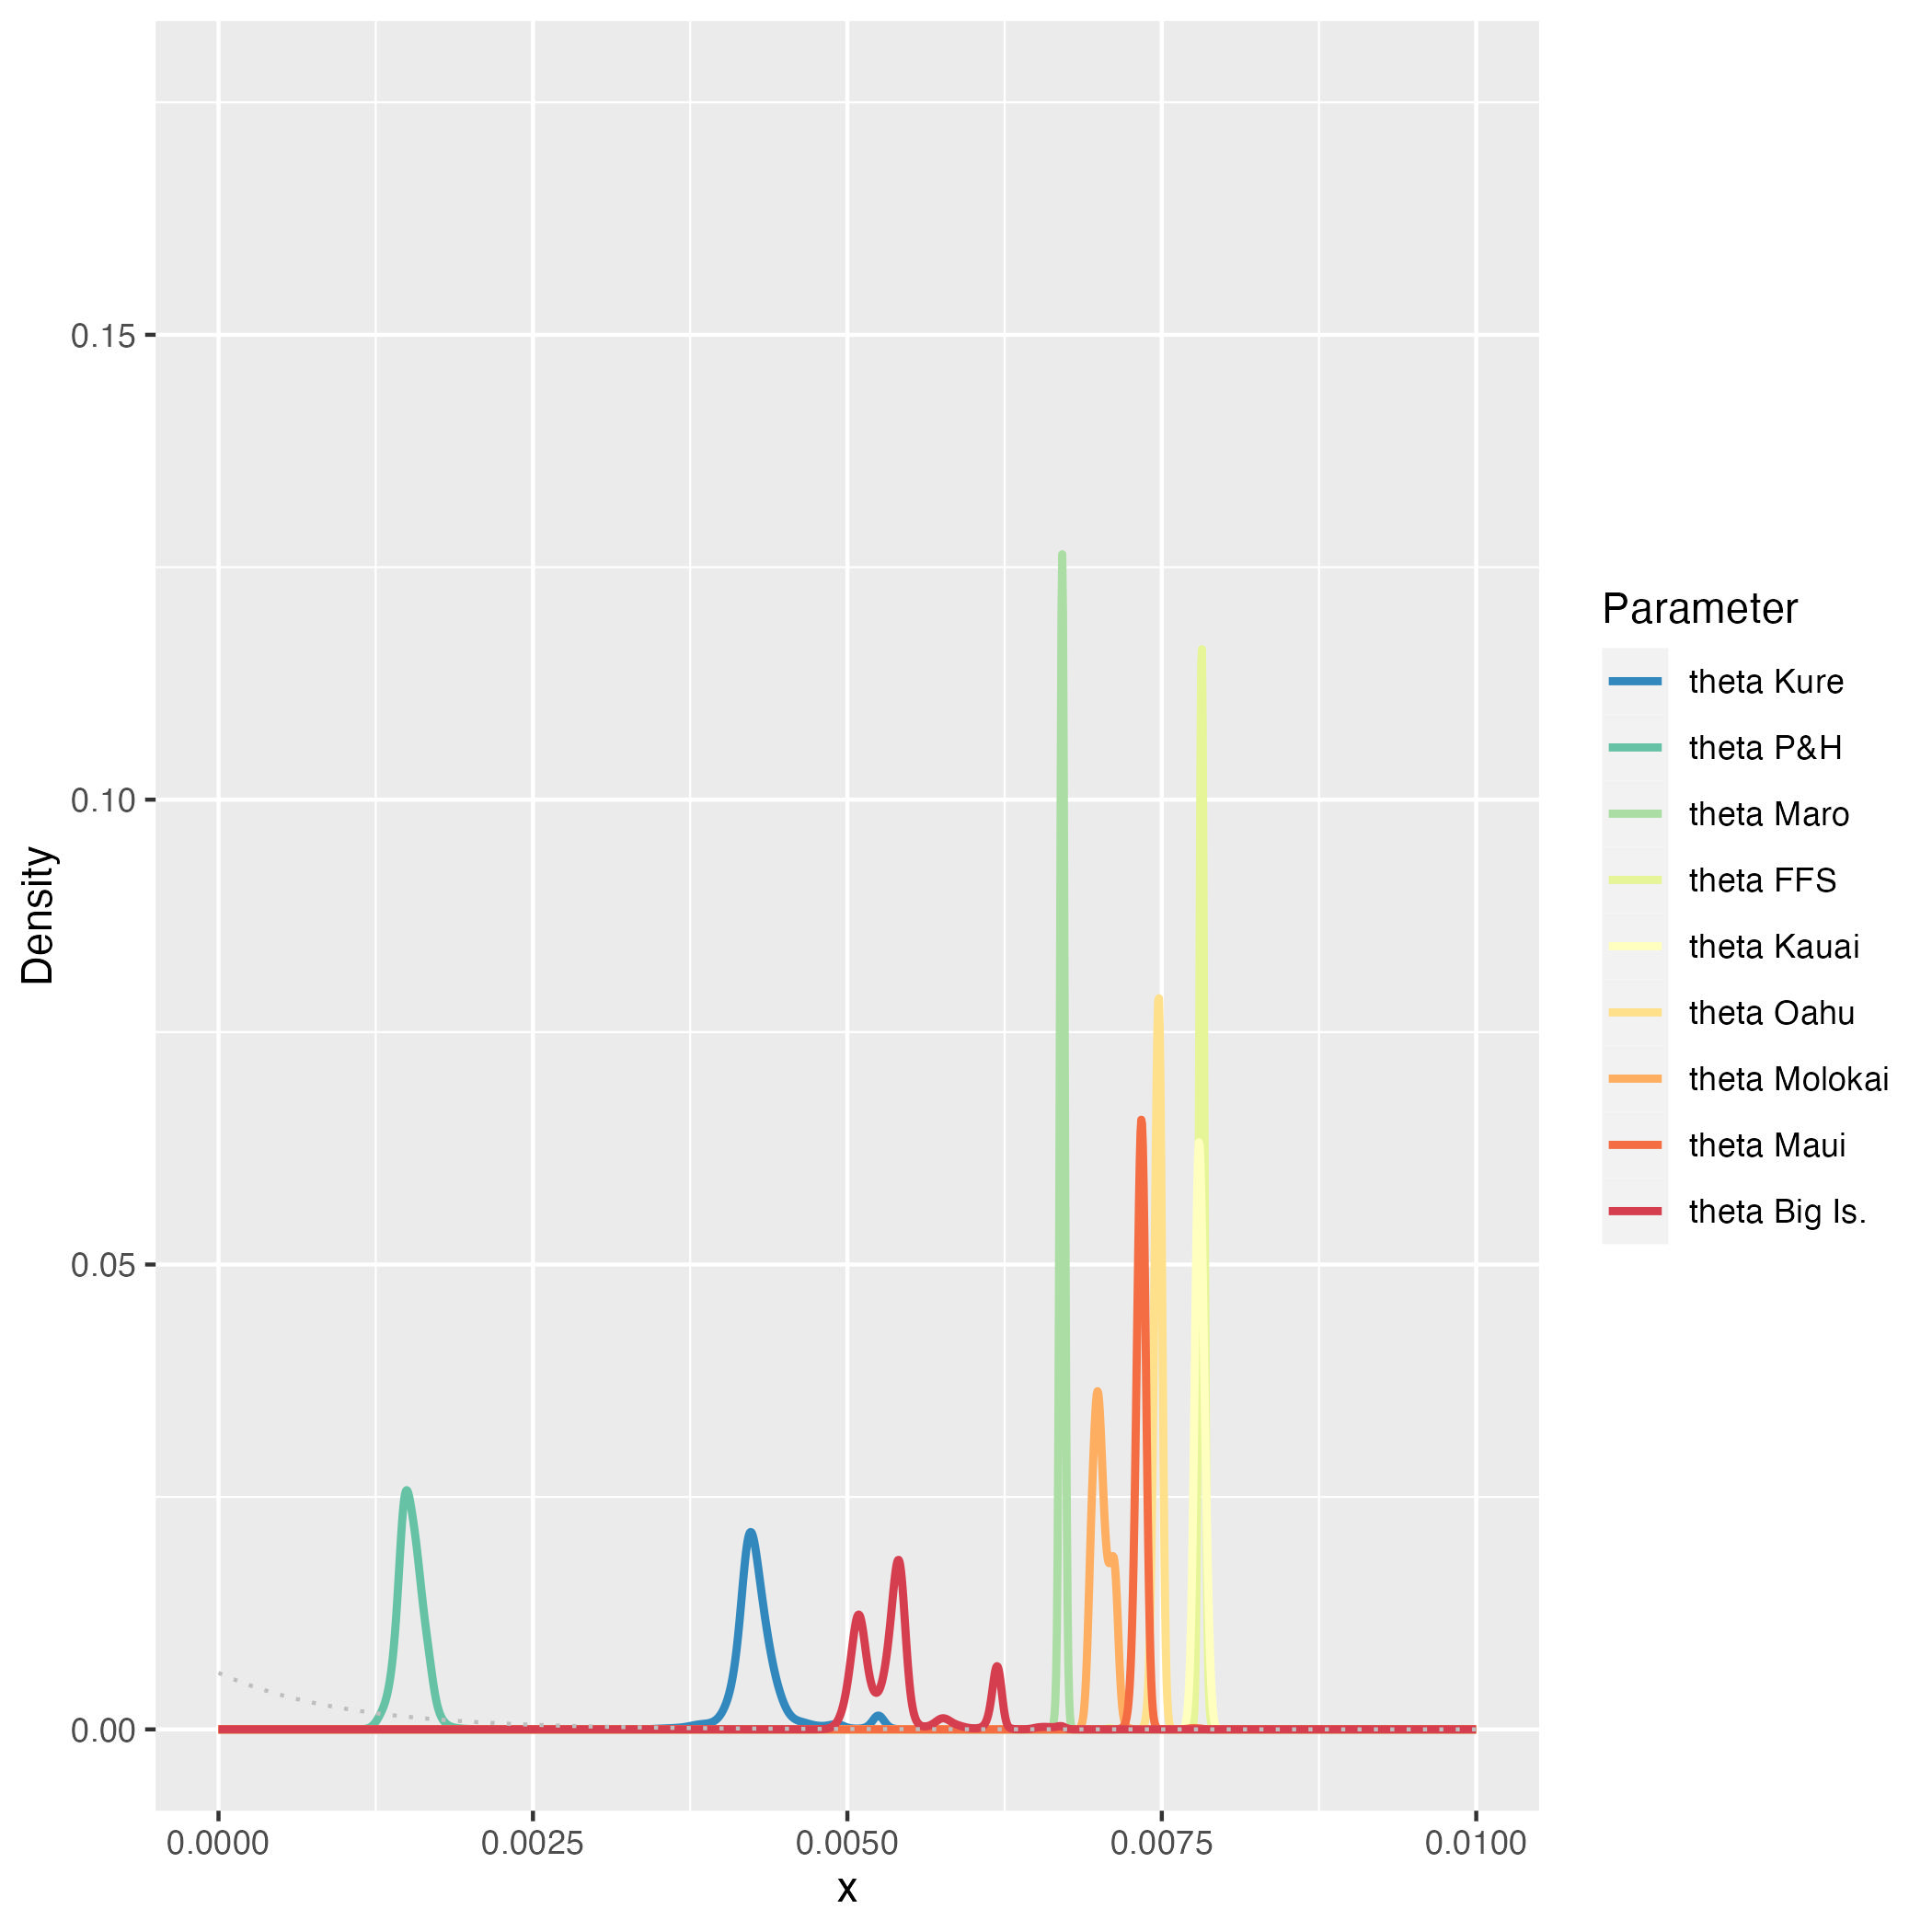 Density
0.15
0.10
0.05
0.00
0.0000 0.0025 0.0050 0.0075 0.0100
x
Parameter
theta Kure
theta P&H
theta Maro
theta FFS
theta Kauai
theta Oahu
theta Molokai
theta Maui
theta Big Is.